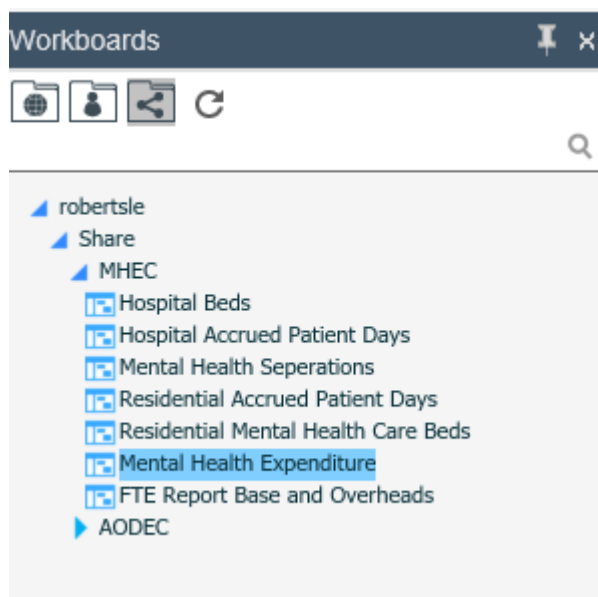 Workboards
robertsle
Share
MHEC
Hospital Beds
Hospital Accrued Patient Days
Mental Health Seperations
Residential Accrued Patient Days
Residential Mental Health Care Beds
Mental Health Expenditure
FTE Report Base and Overheads
AODEC